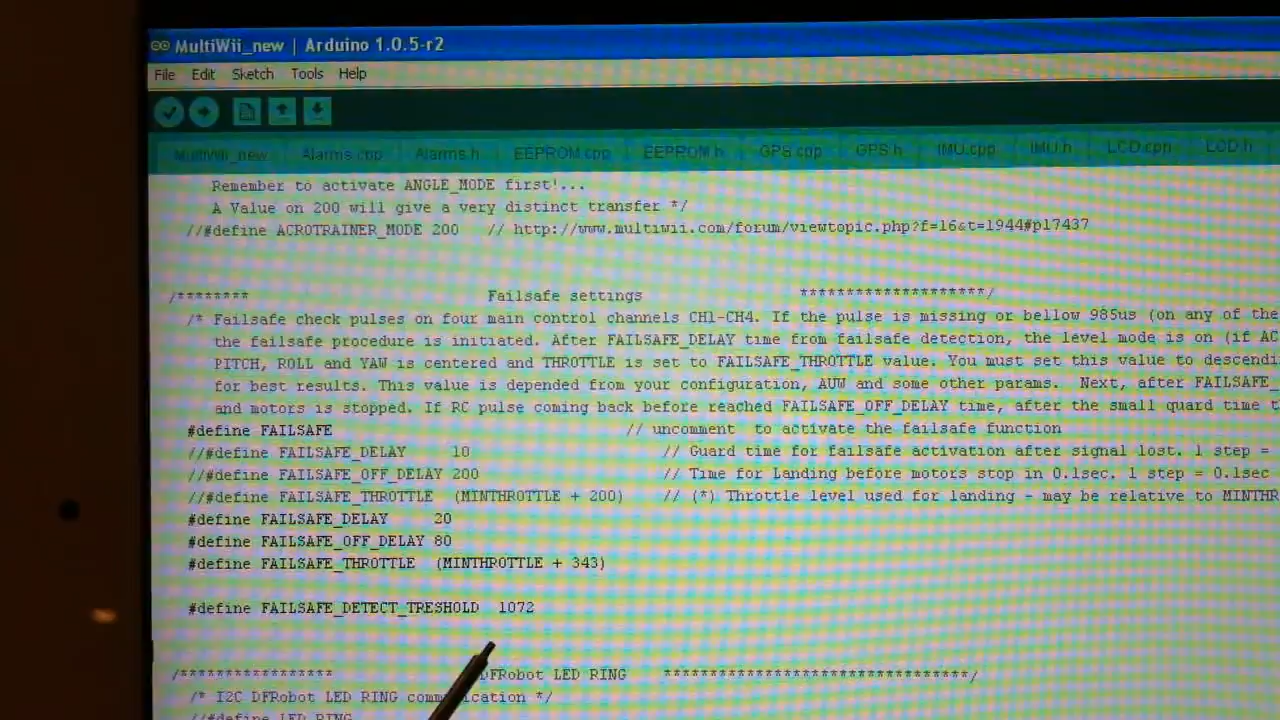 MultiWii_new | Arduino 1.0.5-r2
File Edit Sketch Tools Help
MultiWii_new Alarms.cpp Alarms.h EEPROM.cpp EEPROM.h GPS.cpp GPS.h IMU.cpp IMU.h LCD.cpp LCD.h
Remember to activate ANGLE_MODE first!...
A Value on 200 will give a very distinct transfer */
//#define ACROTRAINER_MODE 200 // http://www.multiwii.com/forum/viewtopic.php?f=16&t=1944#p17437
/******** Failsafe settings ********************/
/* Failsafe check pulses on four main control channels CH1-CH4. If the pulse is missing or bellow 985us (on any of the
the failsafe procedure is initiated. After FAILSAFE_DELAY time from failsafe detection, the level mode is on (if AC
PITCH, ROLL and YAW is centered and THROTTLE is set to FAILSAFE_THROTTLE value. You must set this value to descendi
for best results. This value is depended from your configuration, AUW and some other params. Next, after FAILSAFE_
and motors is stopped. If RC pulse coming back before reached FAILSAFE_OFF_DELAY time, after the small quard time t
#define FAILSAFE // uncomment to activate the failsafe function
//#define FAILSAFE_DELAY 10 // Guard time for failsafe activation after signal lost. 1 step =
//#define FAILSAFE_OFF_DELAY 200 // Time for Landing before motors stop in 0.1sec. 1 step = 0.1sec
//#define FAILSAFE_THROTTLE (MINTHROTTLE + 200) // (*) Throttle level used for landing - may be relative to MINTHR
#define FAILSAFE_DELAY 20
#define FAILSAFE_OFF_DELAY 80
#define FAILSAFE_THROTTLE (MINTHROTTLE + 343)
#define FAILSAFE_DETECT_TRESHOLD 1072
/***************** DFRobot LED RING *********************************/
/* I2C DFRobot LED RING communication */
//#define LED_RING